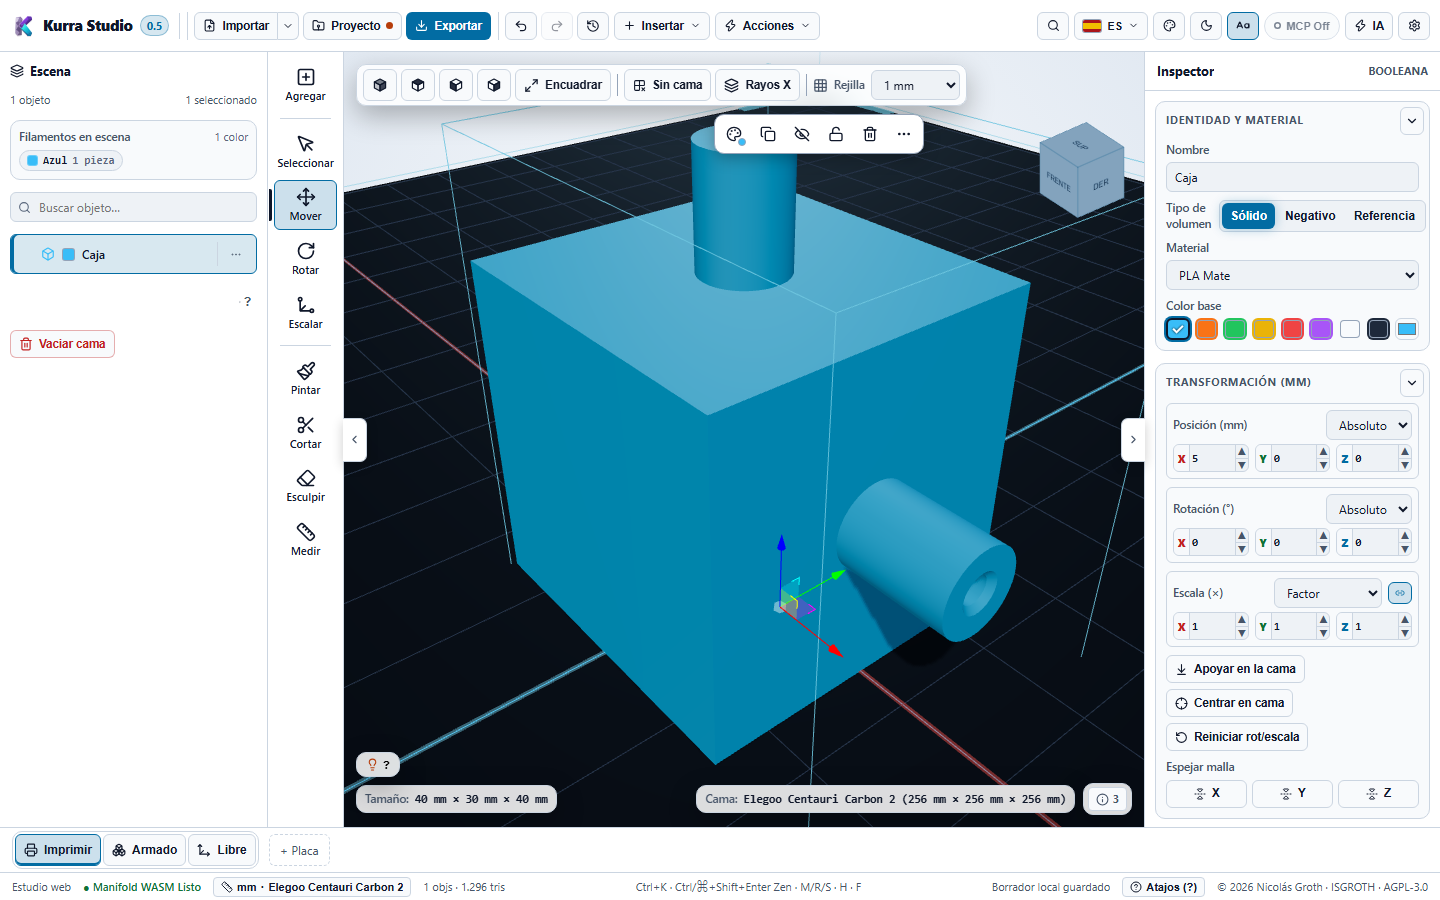 Kurra Studio 0.5
Importar
Proyecto
Exportar
Insertar
Acciones
ES
Aa
MCP Off
IA
Escena
1 objeto
1 seleccionado
Filamentos en escena
1 color
Azul 1 pieza
Buscar objeto...
Caja
...
· ?
Vaciar cama
Agregar
Seleccionar
Mover
Rotar
Escalar
Pintar
Cortar
Esculpir
Medir
Encuadrar
Sin cama
Rayos X
Rejilla
1 mm
SUP
FRENTE
DER
?
Tamaño: 40 mm × 30 mm × 40 mm
Cama: Elegoo Centauri Carbon 2 (256 mm × 256 mm × 256 mm)
3
Inspector
BOOLEANA
IDENTIDAD Y MATERIAL
Nombre
Caja
Tipo de volumen
Sólido
Negativo
Referencia
Material
PLA Mate
Color base
TRANSFORMACIÓN (MM)
Posición (mm)
Absoluto
X 5
Y 0
Z 0
Rotación (°)
Absoluto
X 0
Y 0
Z 0
Escala (×)
Factor
X 1
Y 1
Z 1
Apoyar en la cama
Centrar en cama
Reiniciar rot/escala
Espejar malla
X
Y
Z
Imprimir
Armado
Libre
+ Placa
Estudio web
● Manifold WASM Listo
mm · Elegoo Centauri Carbon 2
1 objs · 1.296 tris
Ctrl+K · Ctrl/⌘+Shift+Enter Zen · M/R/S · H · F
Borrador local guardado
Atajos (?)
© 2026 Nicolás Groth · ISGROTH · AGPL-3.0